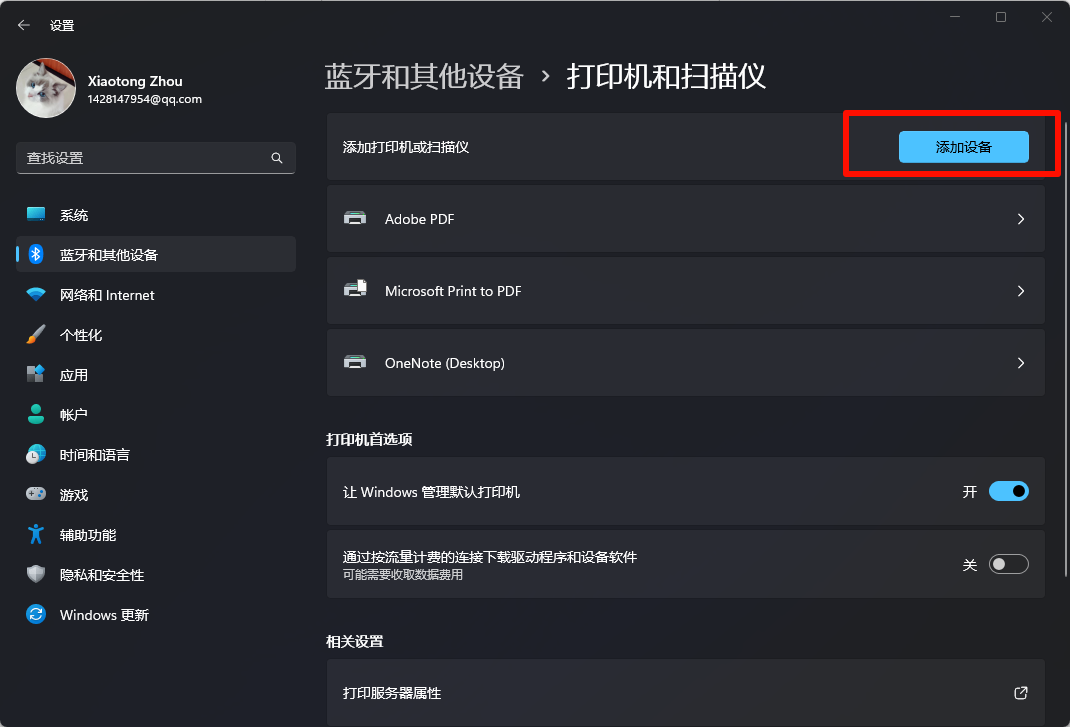 设置
Xiaotong Zhou
1428147954@qq.com
查找设置
系统
蓝牙和其他设备
网络和 Internet
个性化
应用
帐户
时间和语言
游戏
辅助功能
隐私和安全性
Windows 更新
蓝牙和其他设备 › 打印机和扫描仪
添加打印机或扫描仪
添加设备
Adobe PDF
Microsoft Print to PDF
OneNote (Desktop)
打印机首选项
让 Windows 管理默认打印机
开
通过按流量计费的连接下载驱动程序和设备软件
可能需要收取数据费用
关
相关设置
打印服务器属性